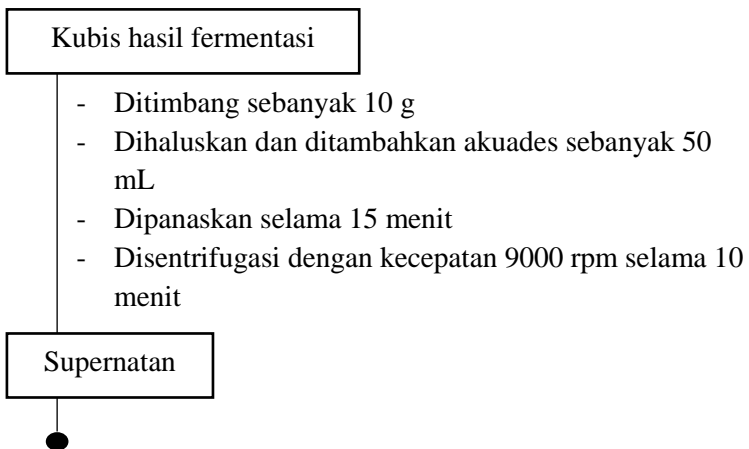 Kubis hasil fermentasi
- Ditimbang sebanyak 10 g
- Dihaluskan dan ditambahkan akuades sebanyak 50
mL
- Dipanaskan selama 15 menit
- Disentrifugasi dengan kecepatan 9000 rpm selama 10
menit
Supernatan